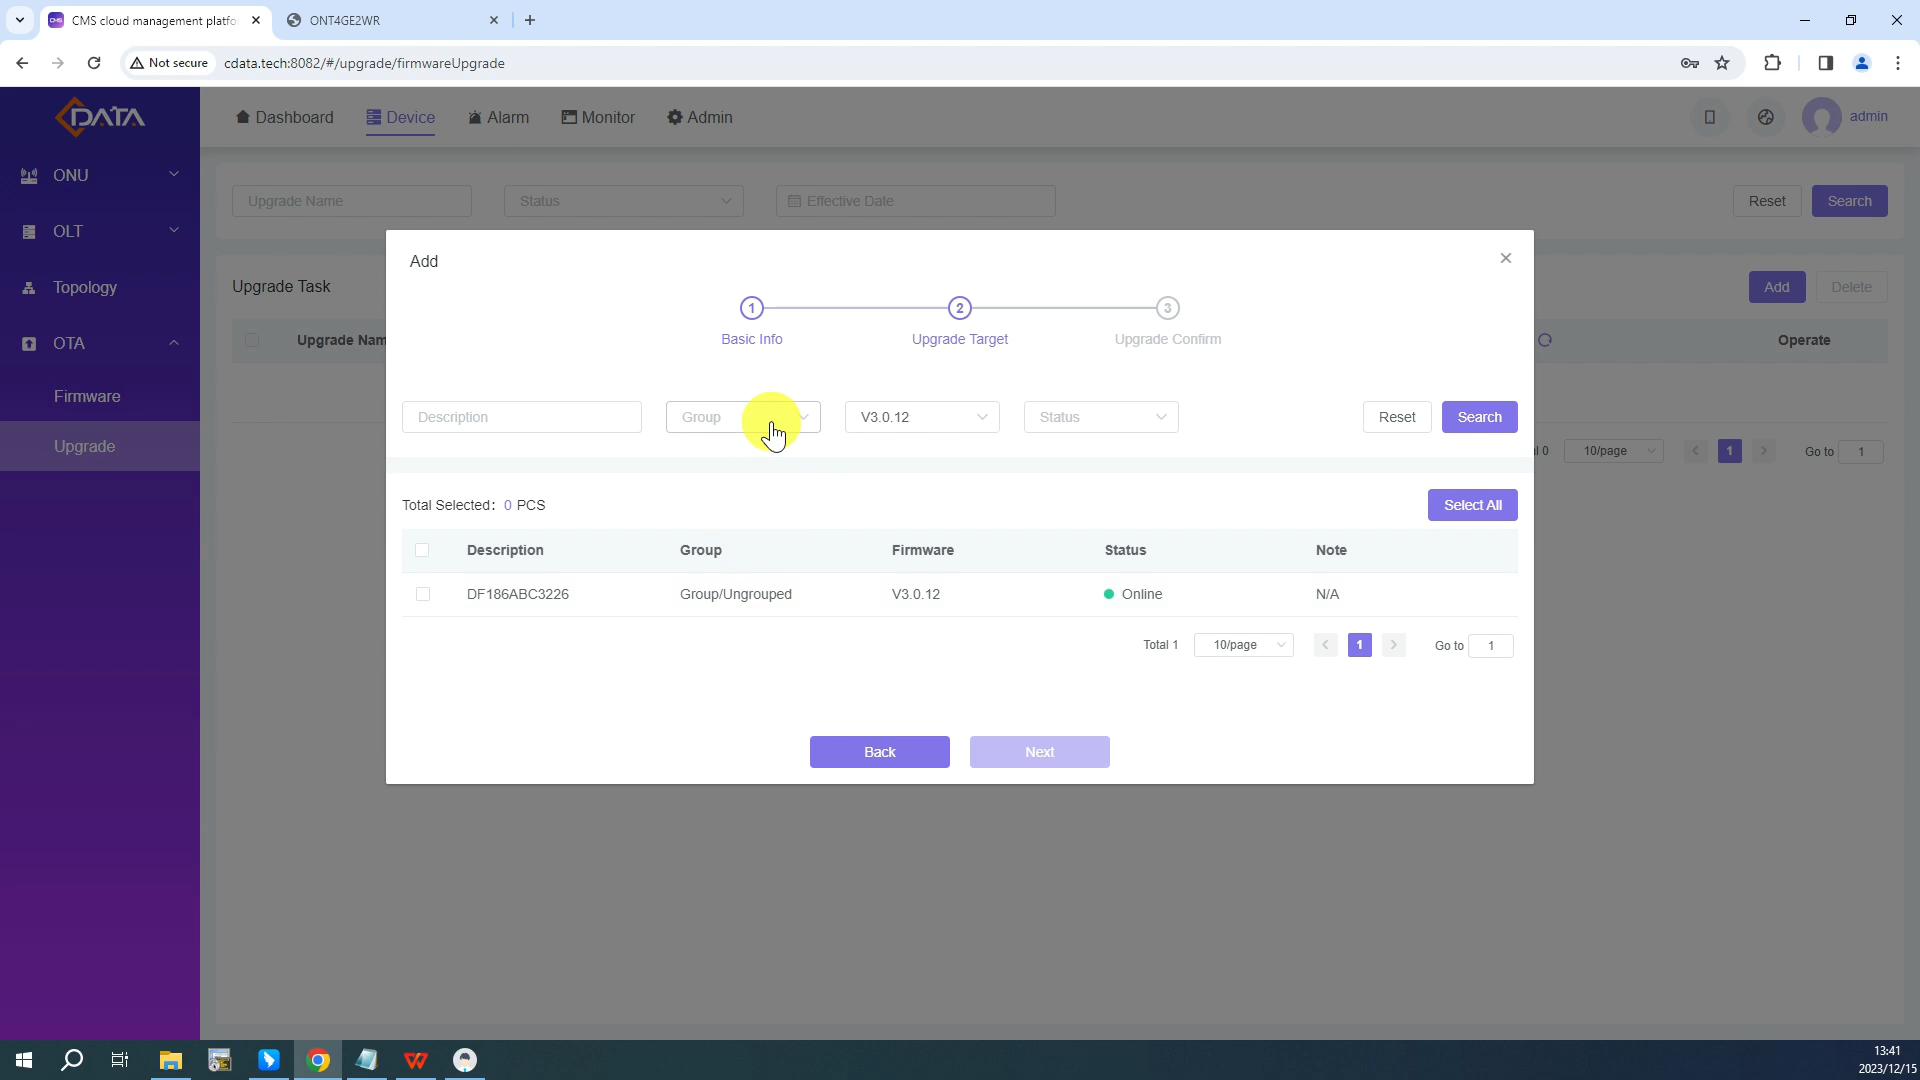 CMS cloud management platfo
ONT4GE2WR
Not secure
cdata.tech:8082/#/upgrade/firmwareUpgrade
DATA
Dashboard
Device
Alarm
Monitor
Admin
admin
ONU
OLT
Topology
OTA
Firmware
Upgrade
Upgrade Name
Status
Effective Date
Reset
Search
Upgrade Task
Add
Delete
Upgrade Nam
Operate
l 0
10/page
1
Go to
1
Add
1
2
3
Basic Info
Upgrade Target
Upgrade Confirm
Description
Group
V3.0.12
Status
Reset
Search
Total Selected: 0 PCS
Select All
Description Group Firmware Status Note
DF186ABC3226 Group/Ungrouped V3.0.12 Online N/A
Total 1
10/page
1
Go to
1
Back
Next
13:41
2023/12/15